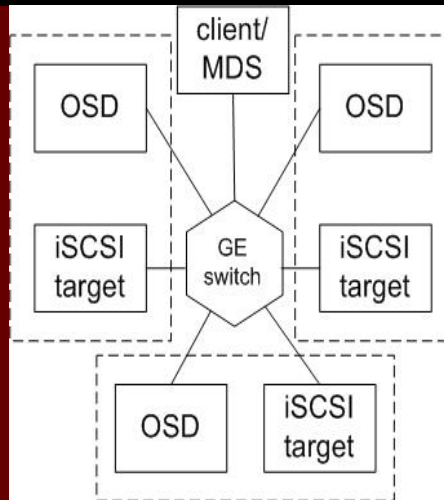 client/
MDS
OSD
OSD
iSCSI
target
GE
switch
iSCSI
target
OSD
iSCSI
target